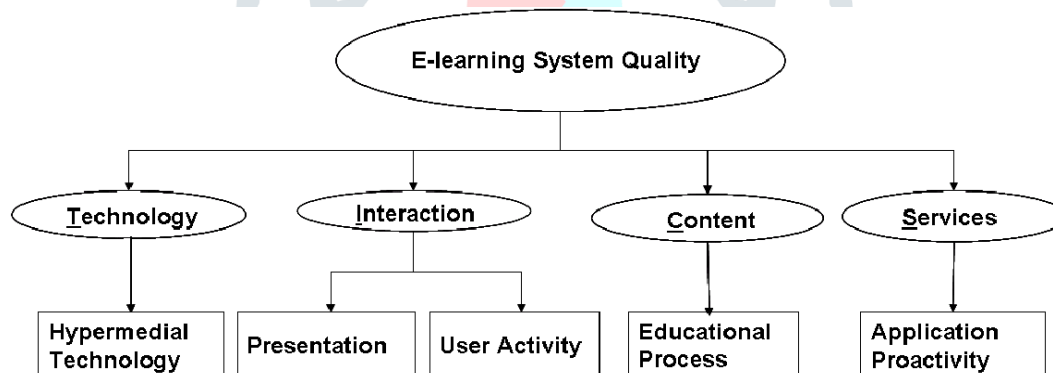 E-learning System Quality
Technology
Interaction
Content
Services
Hypermedial
Technology
Presentation
User Activity
Educational
Process
Application
Proactivity